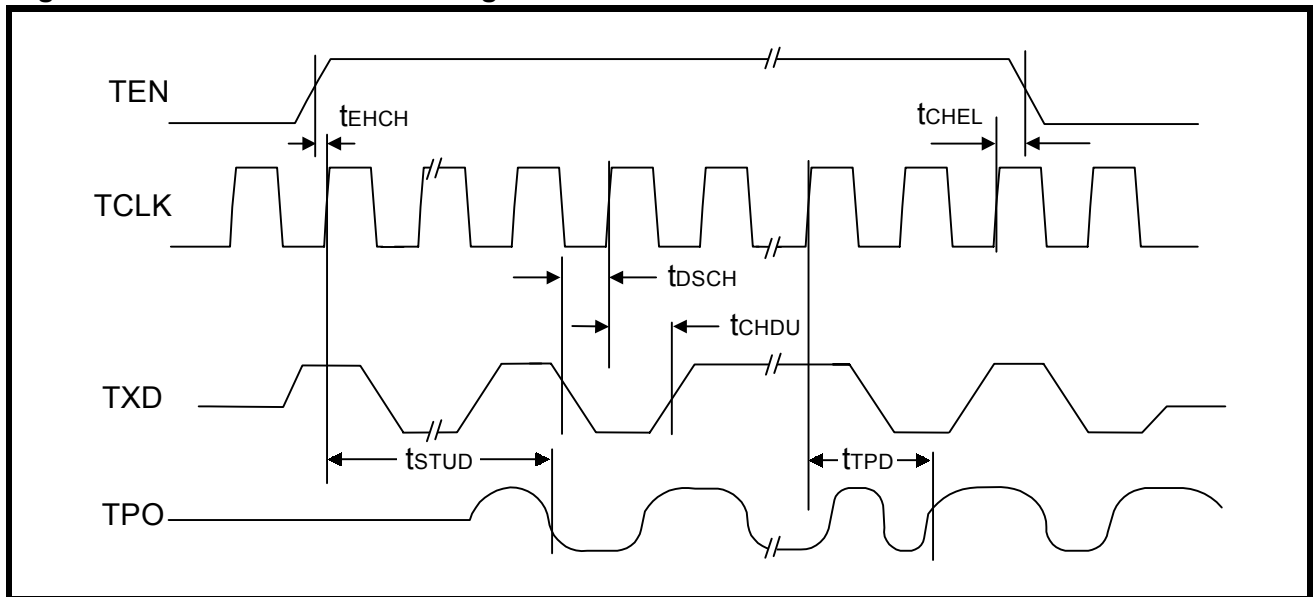 TEN
tEHCH
tCHEL
TCLK
tDSCH
tCHDU
TXD
tSTUD
tTPD
TPO